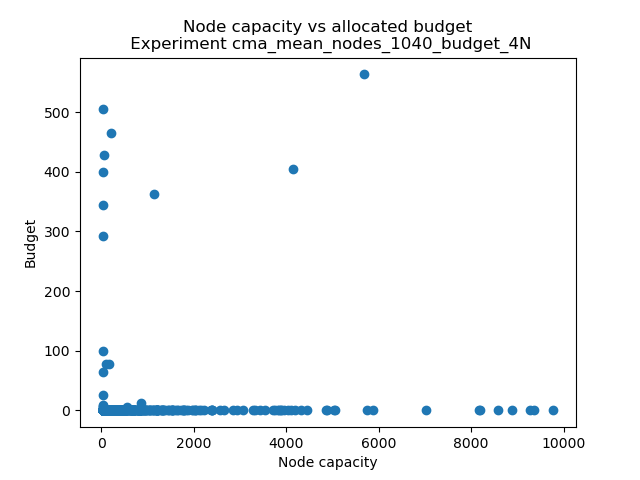 Node capacity vs allocated budget
Experiment cma_mean_nodes_1040_budget_4N
500
400
300
200
100
0
Budget
0 2000 4000 6000 8000 10000
Node capacity